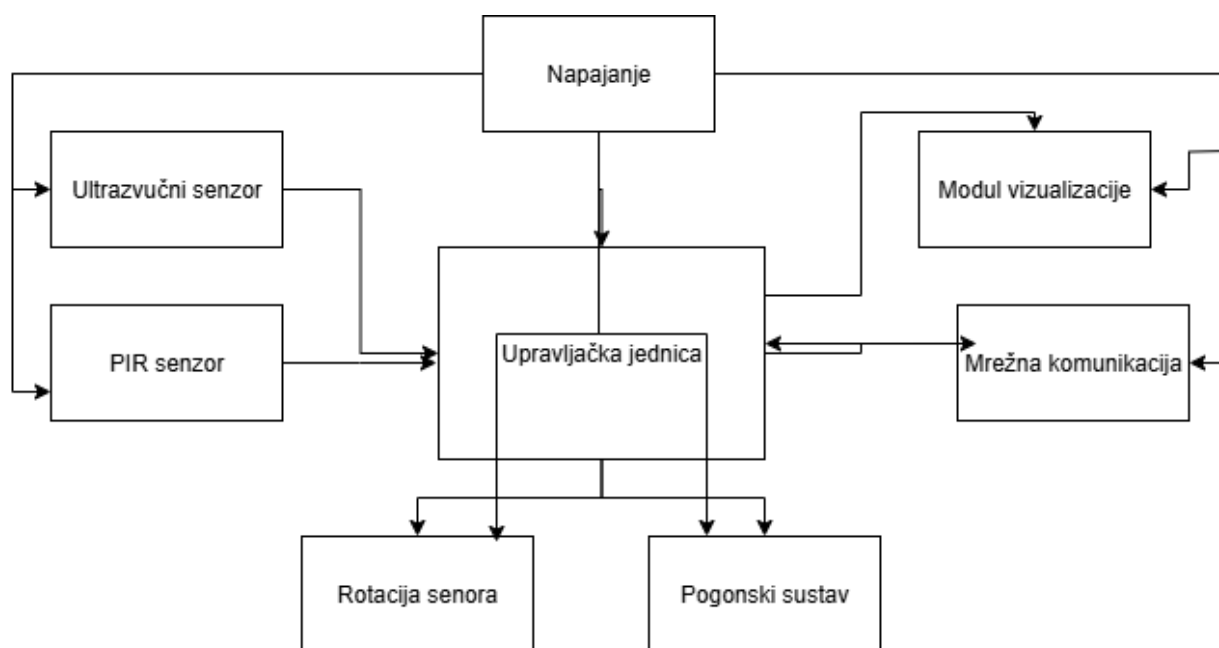 Napajanje
Ultrazvučni senzor
Modul vizualizacije
PIR senzor
Upravljačka jednica
Mrežna komunikacija
Rotacija senora
Pogonski sustav